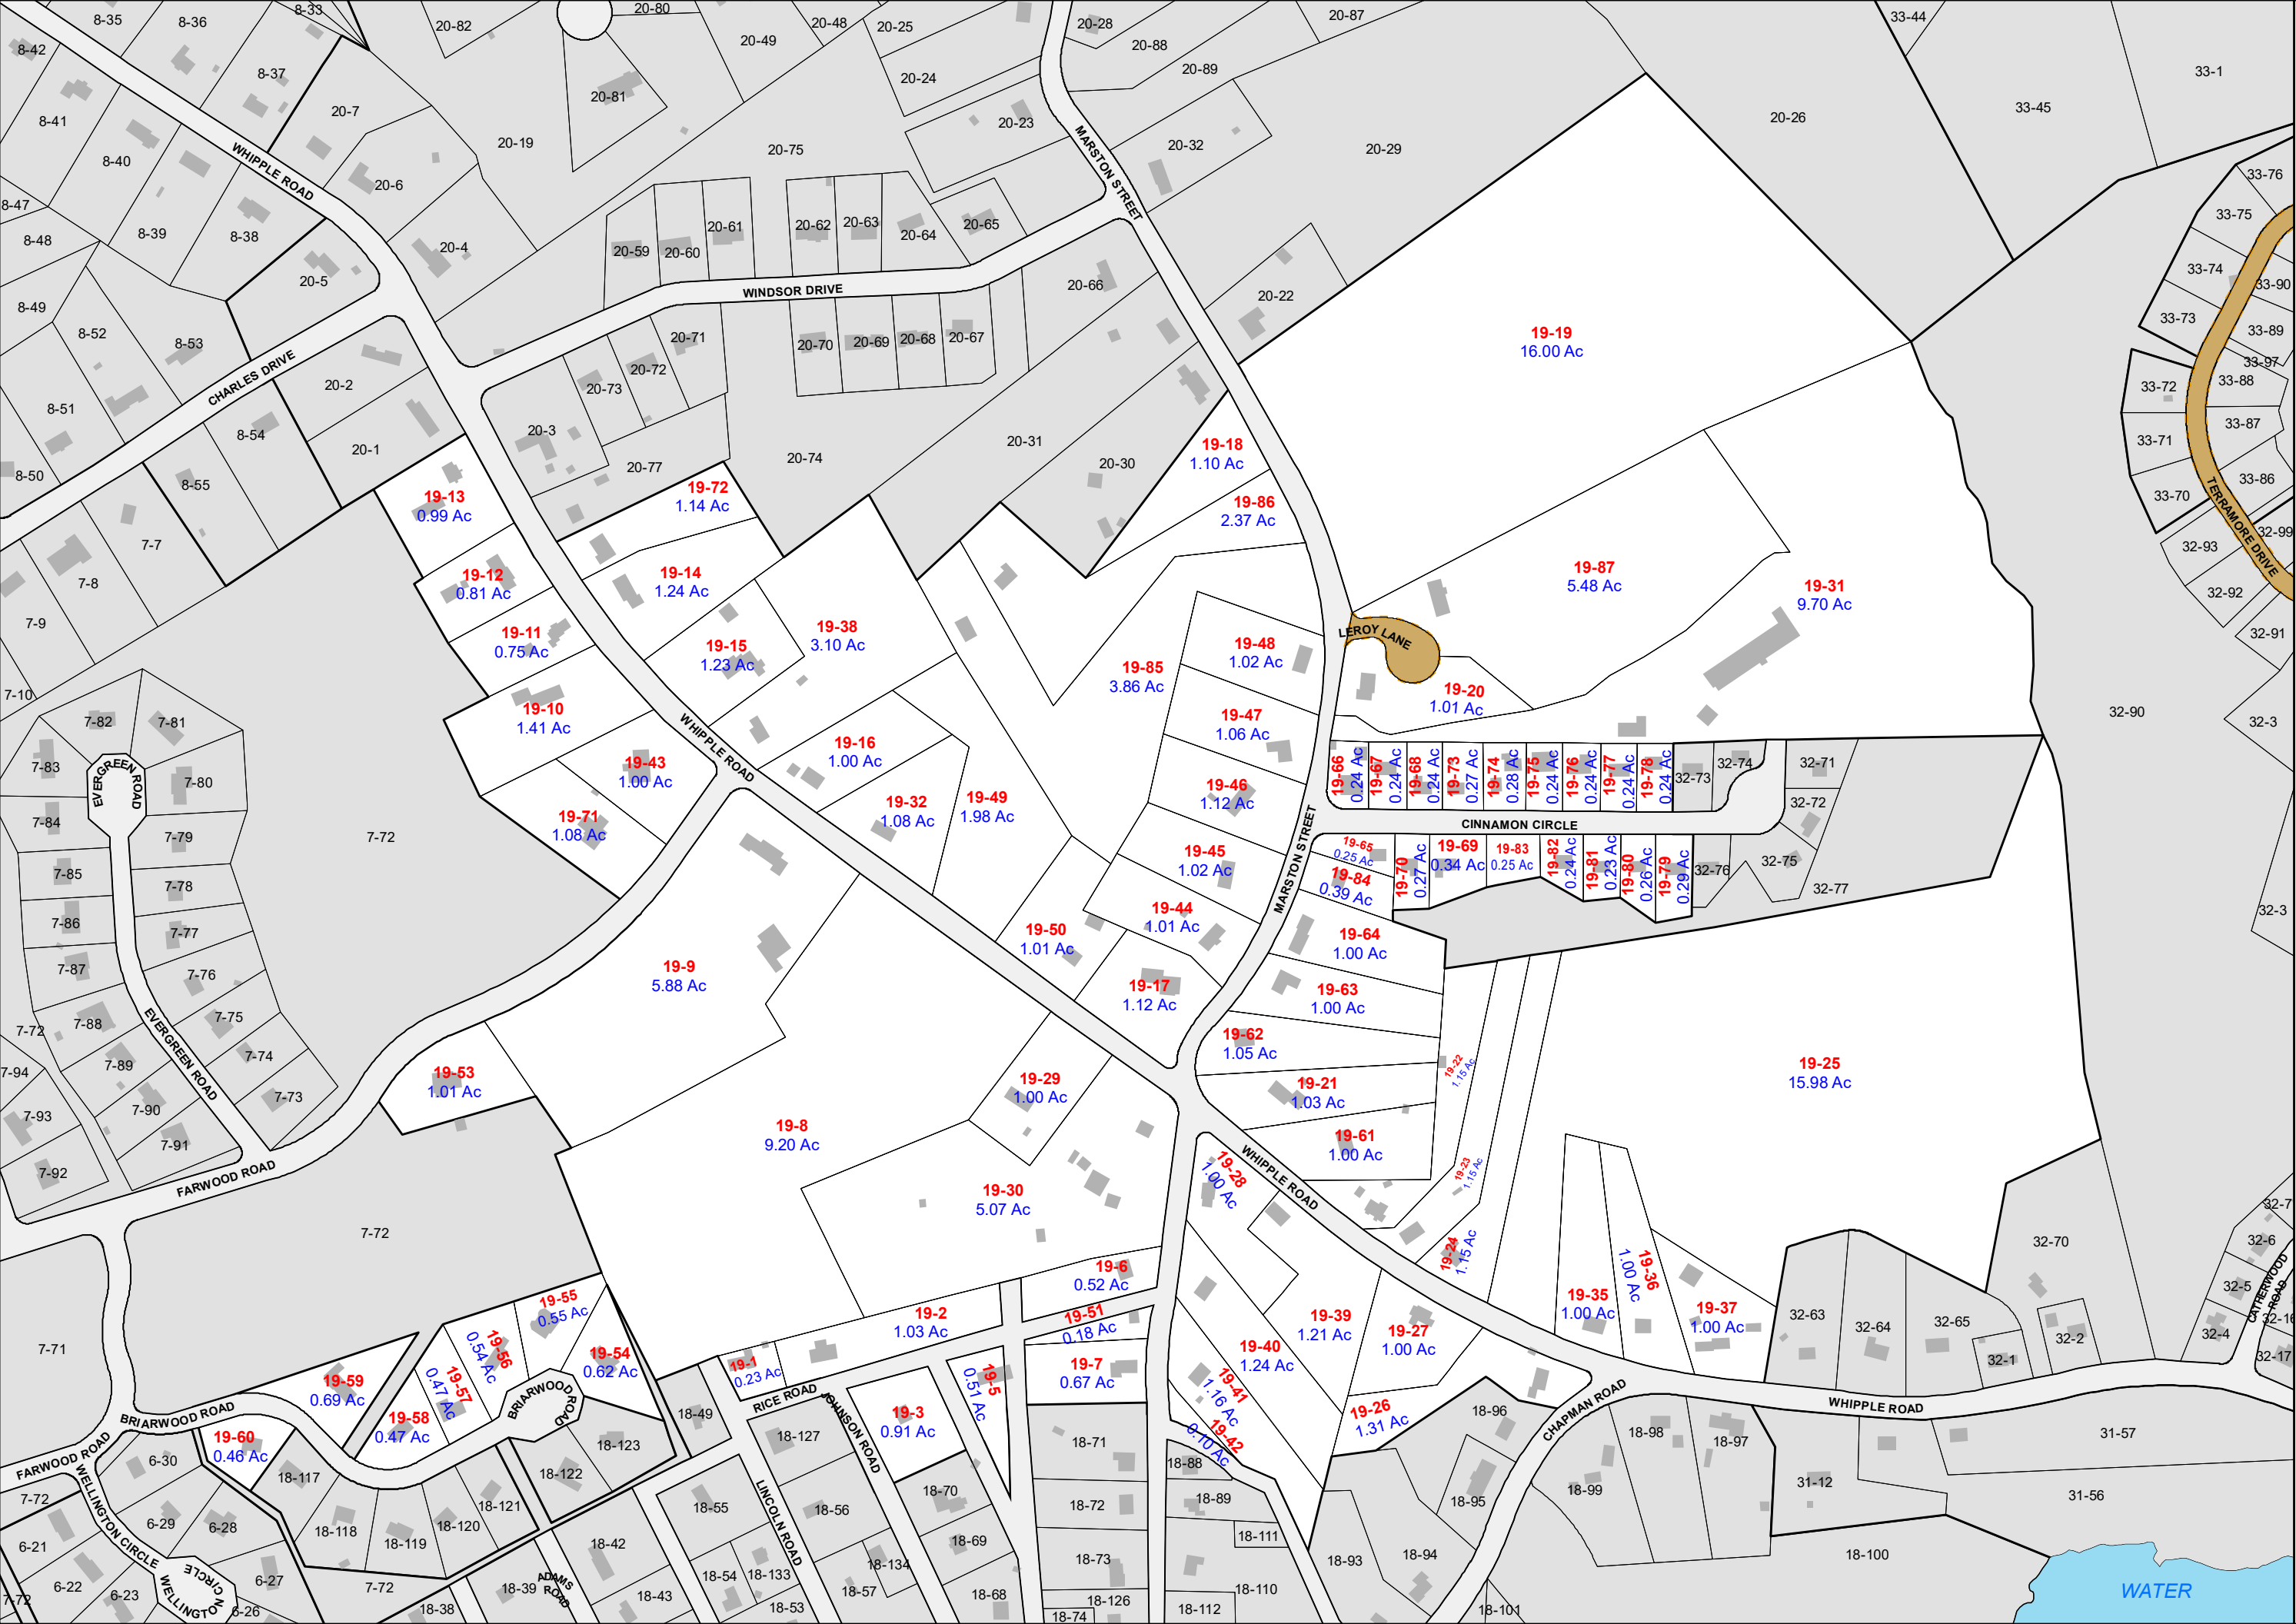 8-35
8-36
8-33
20-82
20-80
20-48
20-25
20-28
20-87
33-44
8-42
8-37
20-49
20-88
20-89
33-1
20-7
20-81
20-24
20-26
33-45
8-41
8-40
20-19
20-75
20-23
MARSTON STREET
20-32
20-29
WHIPPLE ROAD
20-6
33-76
8-47
8-48
8-39
8-38
20-4
20-59
20-60
20-61
20-62
20-63
20-64
20-65
33-75
20-5
WINDSOR DRIVE
20-66
20-22
33-74
33-90
8-49
8-52
8-53
20-71
20-70
20-69
20-68
20-67
19-19
16.00 Ac
33-73
33-89
33-97
CHARLES DRIVE
20-2
20-73
20-72
33-72
33-88
8-51
8-54
20-1
20-3
20-31
19-18
1.10 Ac
33-71
33-87
8-50
8-55
20-77
20-74
20-30
33-70
33-86
19-13
0.99 Ac
19-72
1.14 Ac
19-86
2.37 Ac
TERRAMORE DRIVE
7-7
7-8
32-93
32-99
19-12
0.81 Ac
19-14
1.24 Ac
19-87
5.48 Ac
19-31
9.70 Ac
32-92
7-9
19-11
0.75 Ac
19-15
1.23 Ac
19-38
3.10 Ac
19-48
1.02 Ac
LEROY LANE
32-91
7-10
19-85
3.86 Ac
19-20
1.01 Ac
7-82
7-81
19-10
1.41 Ac
19-47
1.06 Ac
32-90
32-3
7-83
EVERGREEN ROAD
7-80
19-43
1.00 Ac
WHIPPLE ROAD
19-16
1.00 Ac
19-46
1.12 Ac
19-66
0.24 Ac
19-67
0.24 Ac
19-68
0.24 Ac
19-73
0.27 Ac
19-74
0.28 Ac
19-75
0.24 Ac
19-76
0.24 Ac
19-77
0.24 Ac
19-78
0.24 Ac
32-73
32-74
32-71
32-72
7-84
7-79
7-72
19-71
1.08 Ac
19-32
1.08 Ac
19-49
1.98 Ac
CINNAMON CIRCLE
MARSTON STREET
7-85
7-78
19-45
1.02 Ac
19-65
0.25 Ac
19-84
0.39 Ac
19-70
0.27 Ac
19-69
0.34 Ac
19-83
0.25 Ac
19-82
0.24 Ac
19-81
0.23 Ac
19-80
0.26 Ac
19-79
0.29 Ac
32-76
32-75
32-77
7-86
7-77
19-44
1.01 Ac
19-50
1.01 Ac
19-64
1.00 Ac
32-3
7-87
7-76
19-9
5.88 Ac
19-17
1.12 Ac
19-63
1.00 Ac
7-72
7-88
EVERGREEN ROAD
7-75
7-74
19-62
1.05 Ac
19-22
1.15 Ac
19-25
15.98 Ac
7-94
7-89
19-53
1.01 Ac
19-29
1.00 Ac
19-21
1.03 Ac
7-93
7-90
7-73
7-91
19-8
9.20 Ac
19-61
1.00 Ac
7-92
FARWOOD ROAD
19-30
5.07 Ac
19-28
1.00 Ac
WHIPPLE ROAD
19-23
1.15 Ac
32-7
7-72
32-70
32-6
19-24
1.15 Ac
19-6
0.52 Ac
19-36
1.00 Ac
32-5
CATHERWOOD ROAD
19-55
0.55 Ac
19-2
1.03 Ac
19-51
0.18 Ac
19-39
1.21 Ac
19-27
1.00 Ac
19-35
1.00 Ac
19-37
1.00 Ac
32-63
32-64
32-65
32-2
32-4
32-16
7-71
19-56
0.54 Ac
19-54
0.62 Ac
19-1
0.23 Ac
19-40
1.24 Ac
32-1
32-17
19-59
0.69 Ac
19-57
0.47 Ac
BRIARWOOD ROAD
19-5
0.51 Ac
19-7
0.67 Ac
19-41
1.16 Ac
CHAPMAN ROAD
RICE ROAD
JOHNSON ROAD
WHIPPLE ROAD
BRIARWOOD ROAD
19-58
0.47 Ac
18-49
19-3
0.91 Ac
19-26
1.31 Ac
18-96
FARWOOD ROAD
19-60
0.46 Ac
18-123
18-127
18-71
19-42
0.10 Ac
18-98
18-97
31-57
6-30
18-117
18-122
18-88
18-99
31-12
7-72
WELLINGTON CIRCLE
18-121
18-55
LINCOLN ROAD
18-56
18-70
18-72
18-89
18-95
31-56
6-29
6-28
18-118
18-120
18-119
18-42
18-69
18-111
6-21
18-134
18-73
18-93
18-94
18-100
6-22
6-23
WELLINGTON CIRCLE
6-27
7-72
18-39
ADAMS ROAD
18-43
18-54
18-133
18-57
18-68
18-126
18-110
WATER
7-72
6-26
18-38
18-53
18-74
18-112
18-101